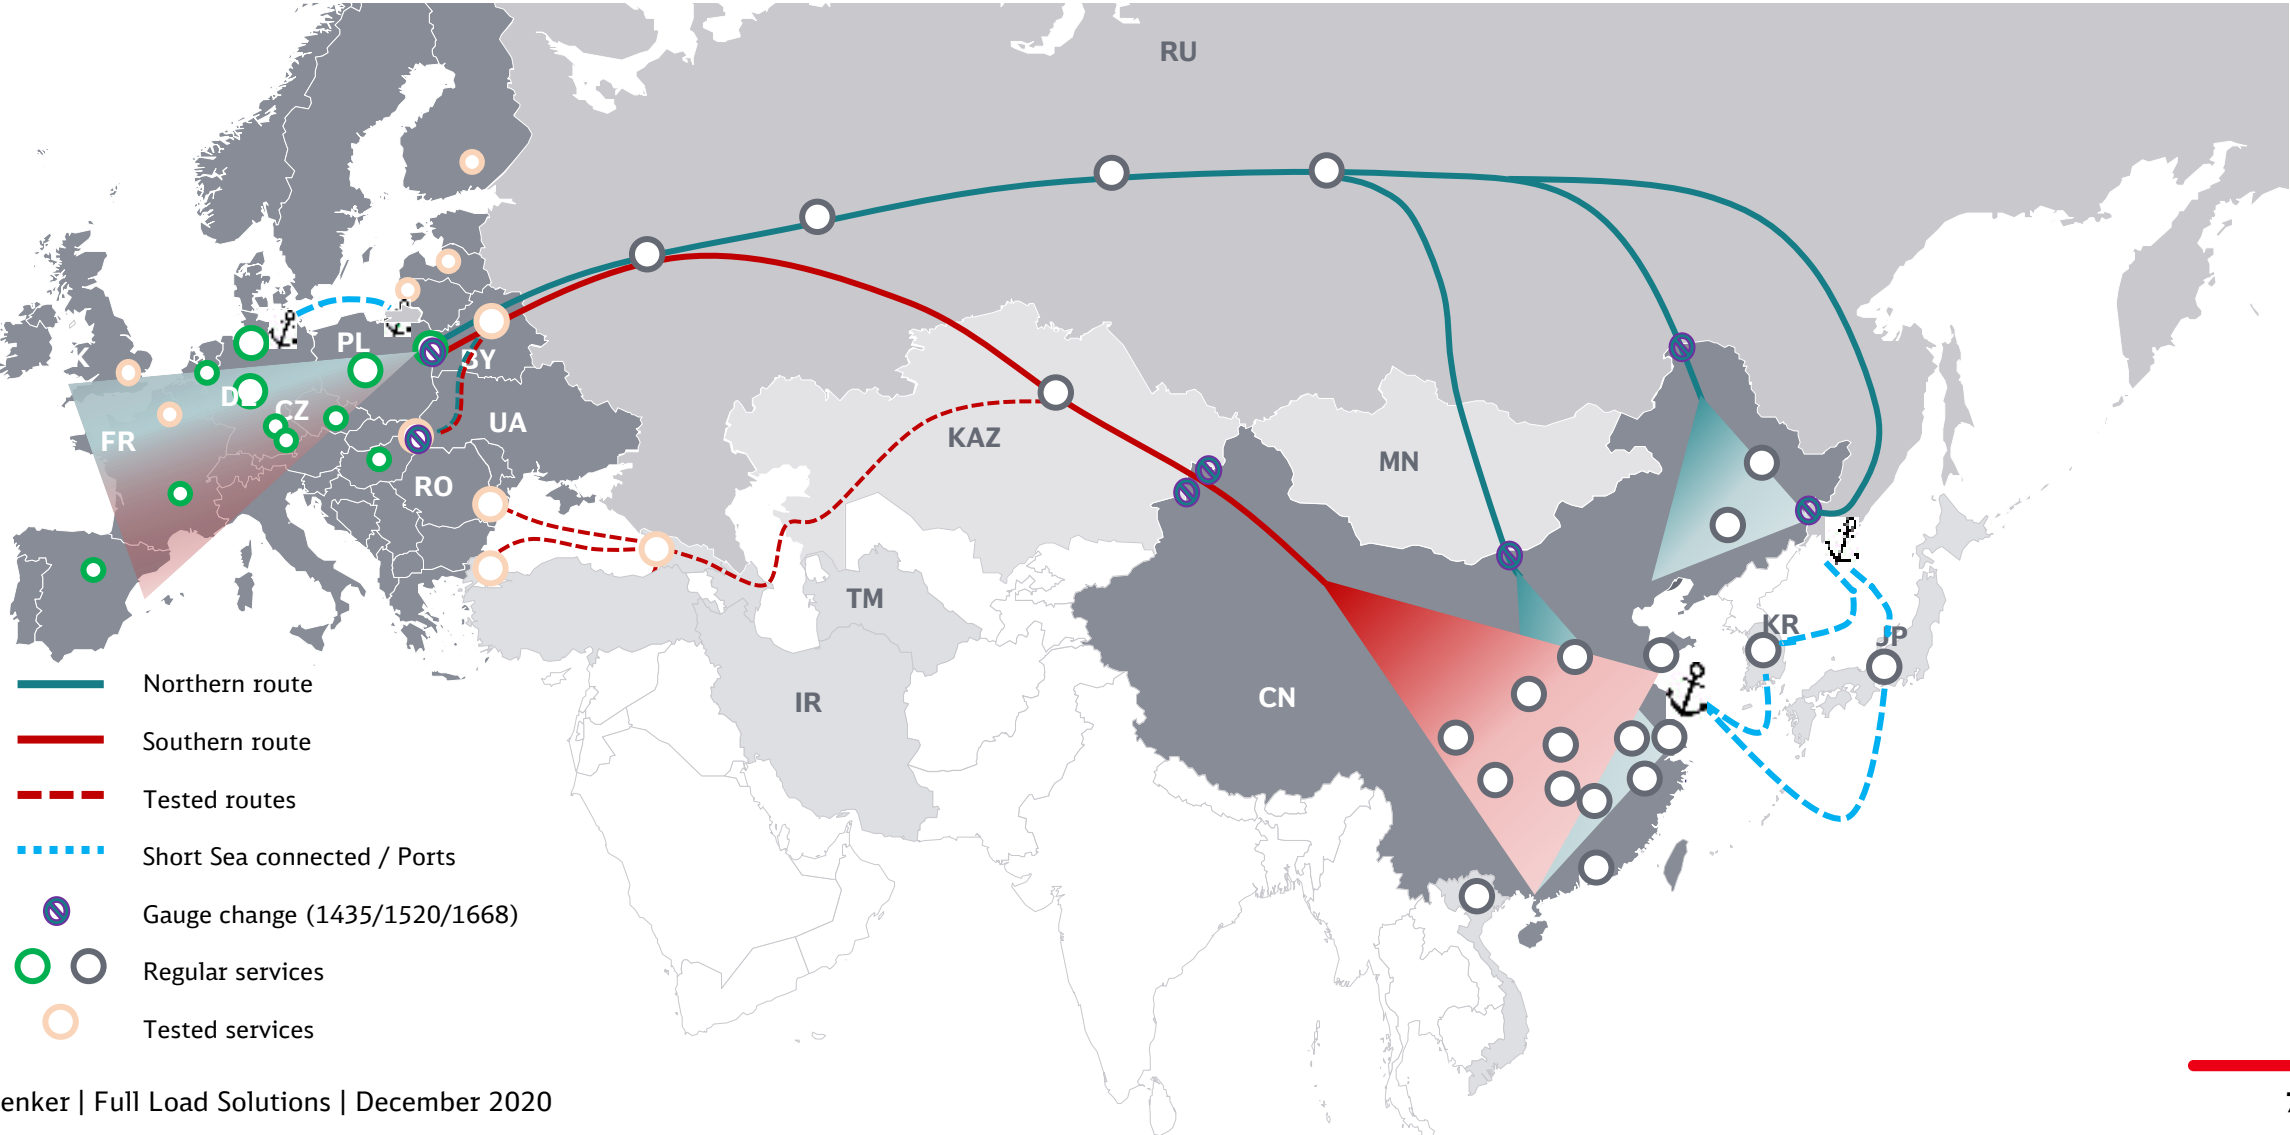 RU
PL
BY
K
CZ
FR
UA
RO
KAZ
MN
TM
KR
JP
IR
CN
Northern route
Southern route
Tested routes
Short Sea connected / Ports
Gauge change (1435/1520/1668)
Regular services
Tested services
enker | Full Load Solutions | December 2020